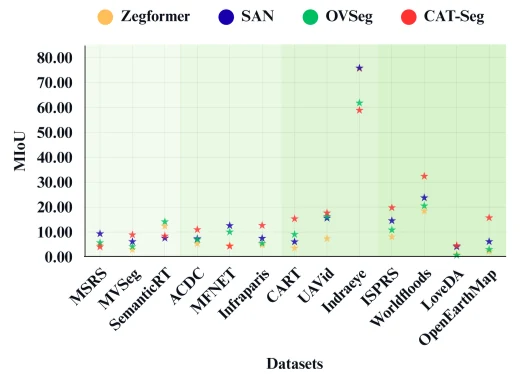 Zegformer SAN OVSeg CAT-Seg
80.00
70.00
60.00
50.00
40.00
30.00
20.00
10.00
0.00
MIoU
MSRS
MVSeg
SemanticRT
ACDC
MFNET
Infraparis
CART
UAVid
Indraeye
ISPRS
Worldfloods
LoveDA
OpenEarthMap
Datasets